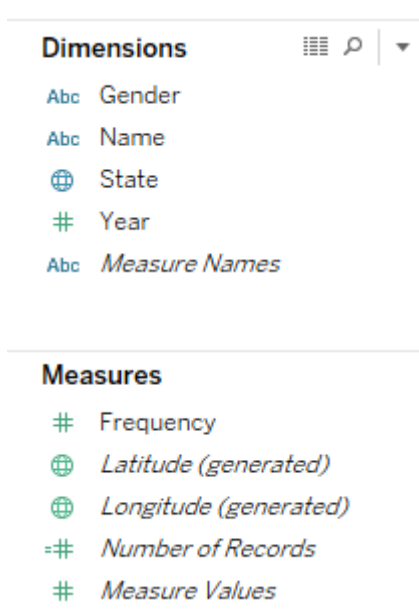 Dimensions
Abc Gender
Abc Name
State
# Year
Abc Measure Names
Measures
# Frequency
Latitude (generated)
Longitude (generated)
=# Number of Records
# Measure Values